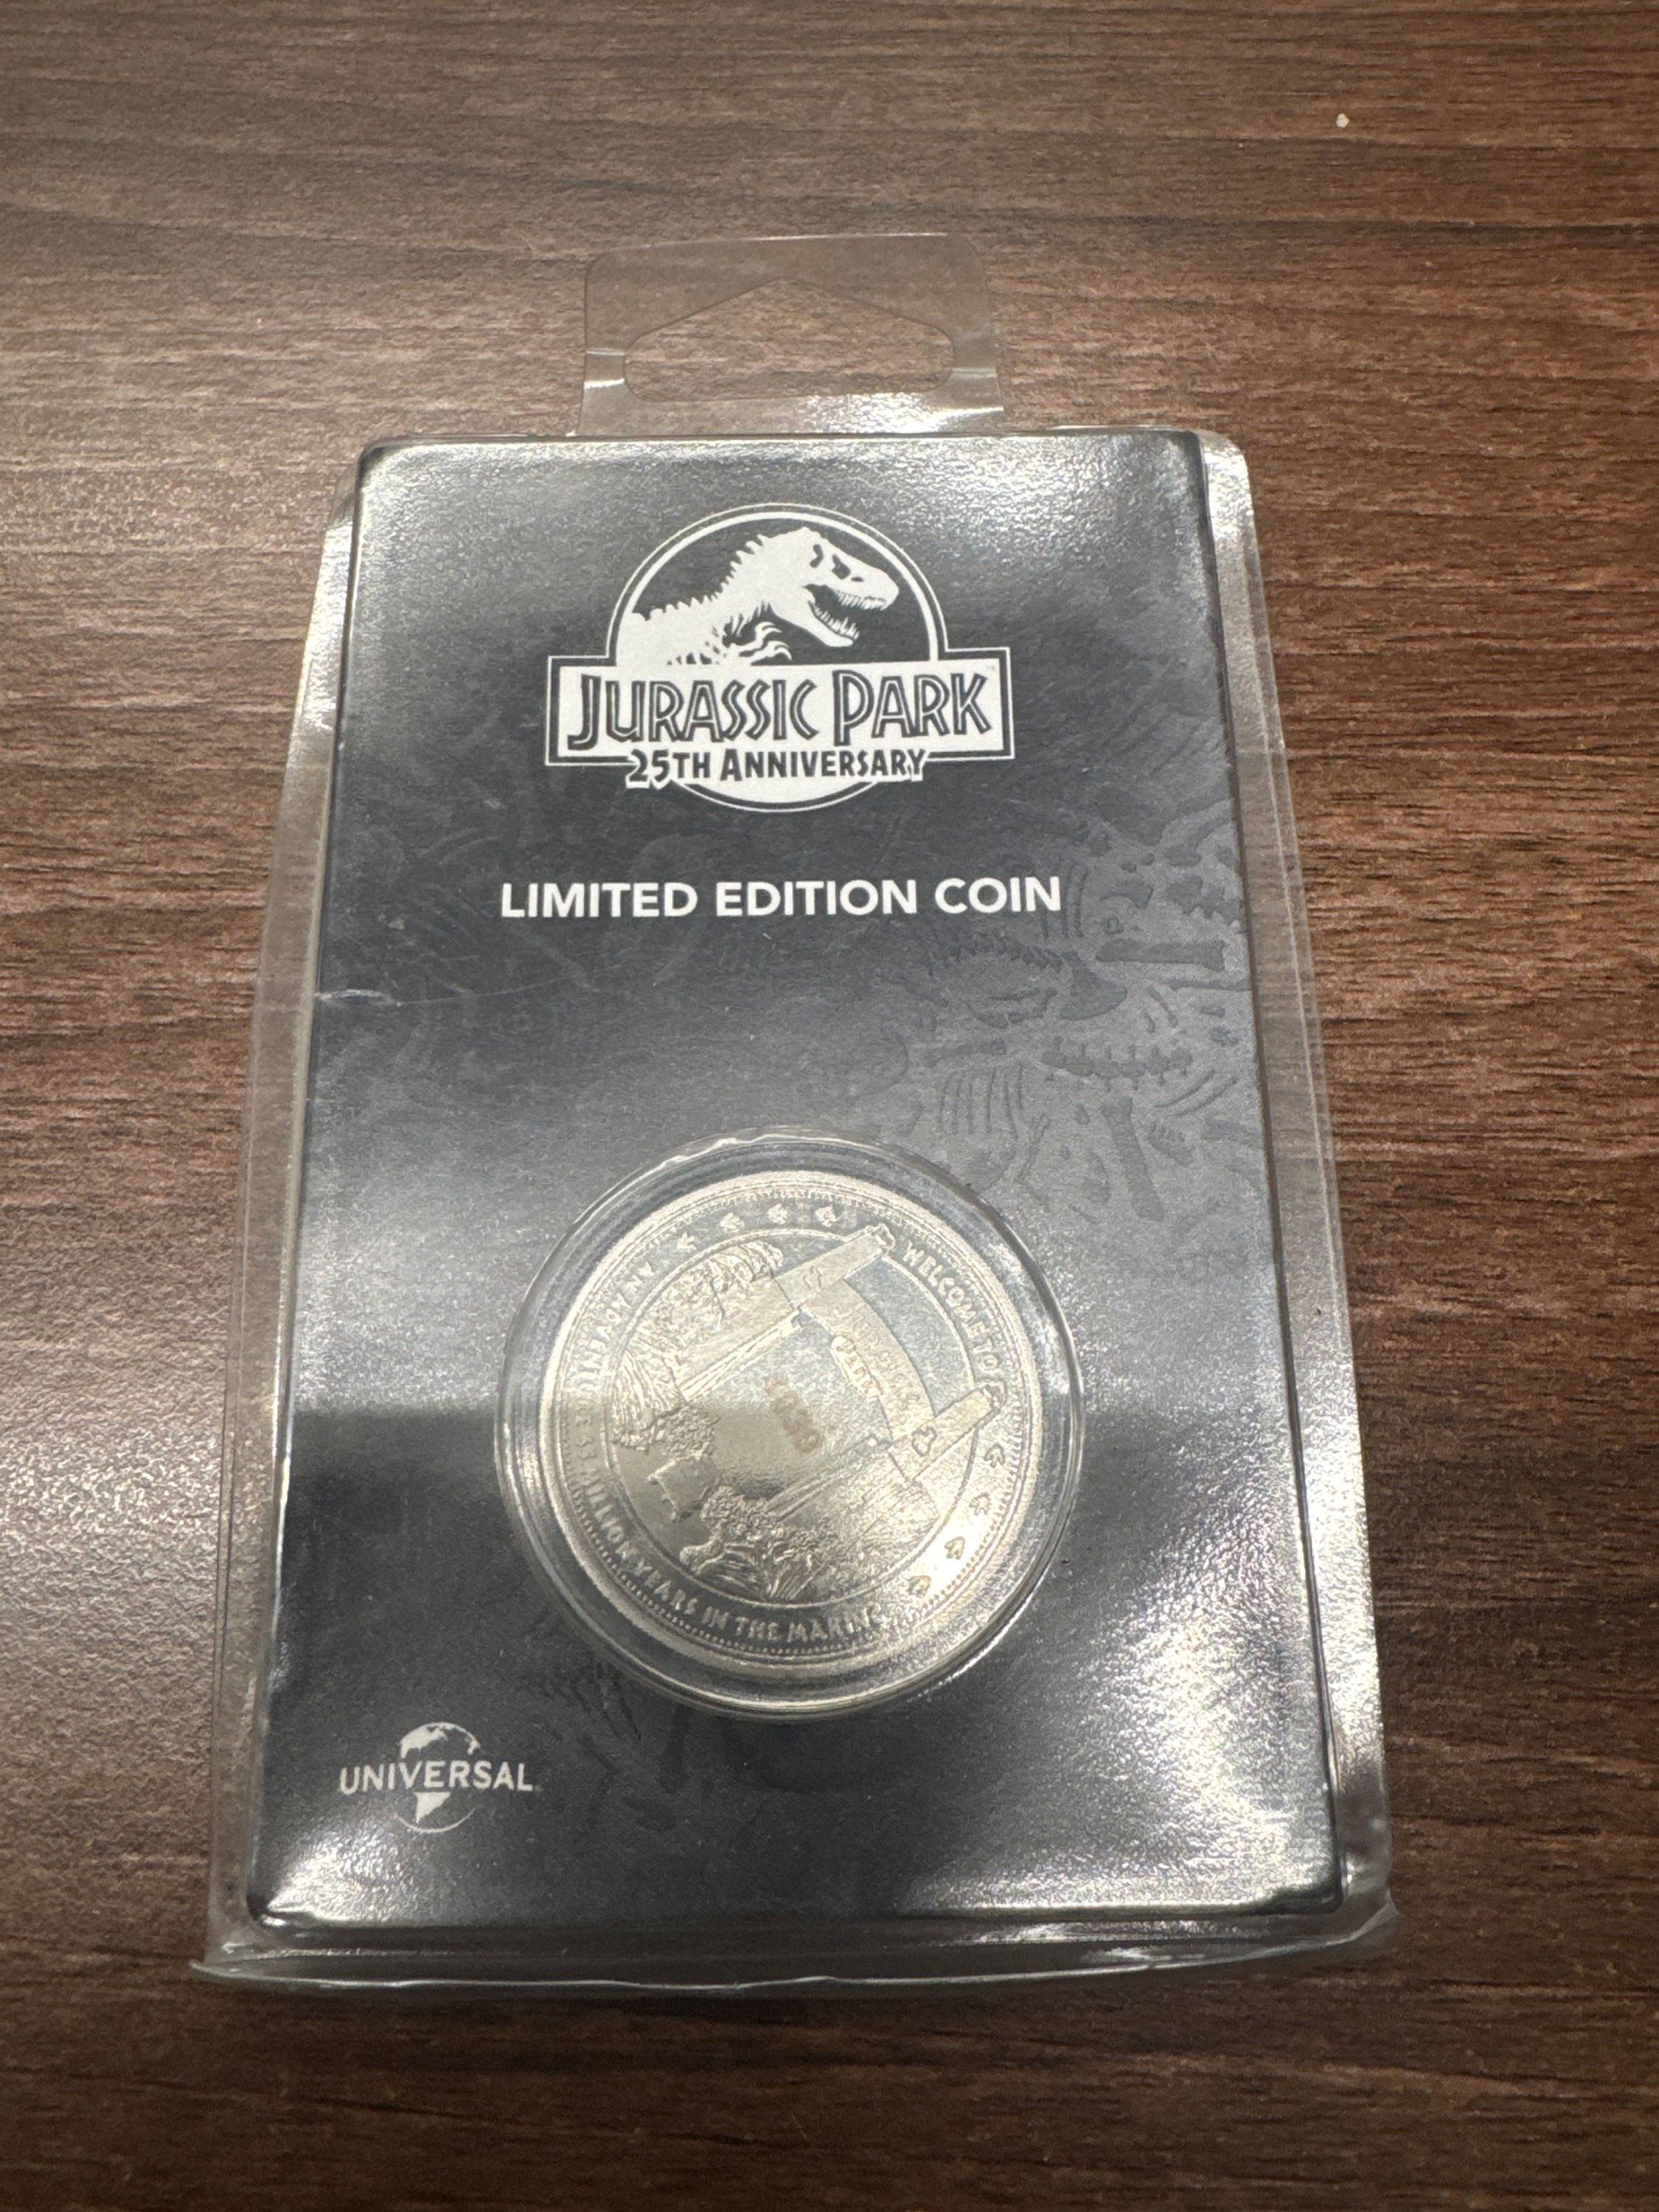 JURASSIC PARK
25TH ANNIVERSARY
LIMITED EDITION COIN
WELCOME TO
MILLION YEARS IN THE MAKING
UNIVERSAL